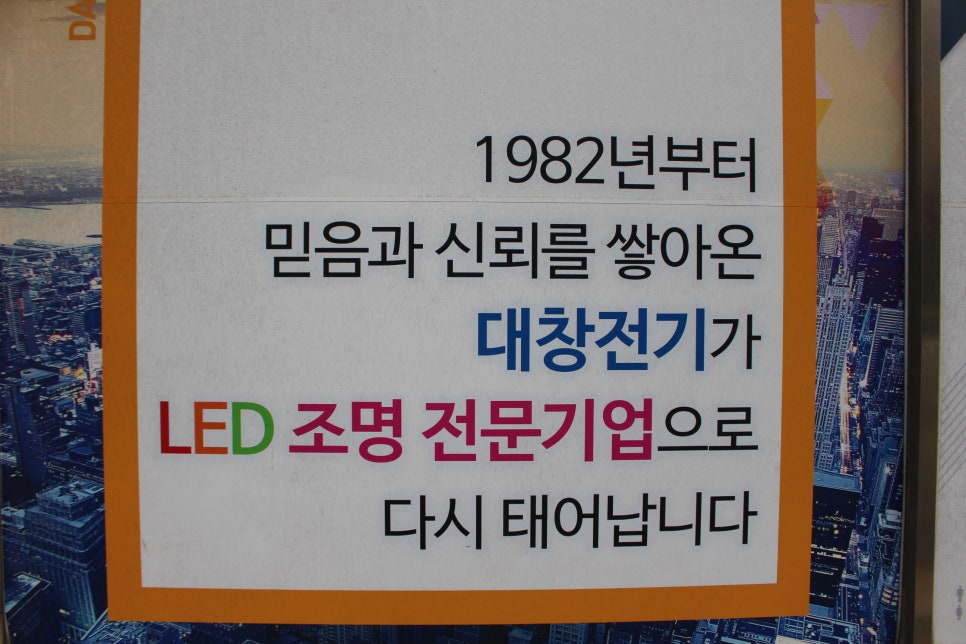 DA
1982년부터
믿음과 신뢰를 쌓아온
대창전기가
LED 조명 전문기업으로
다시 태어납니다